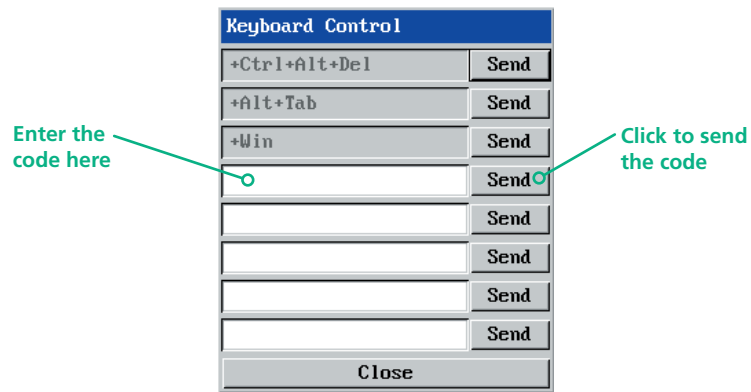 Keyboard Control
+Ctrl+Alt+Del Send
+Alt+Tab Send
+Win Send
Enter the
code here
Send
Click to send
the code
Send
Send
Send
Send
Close